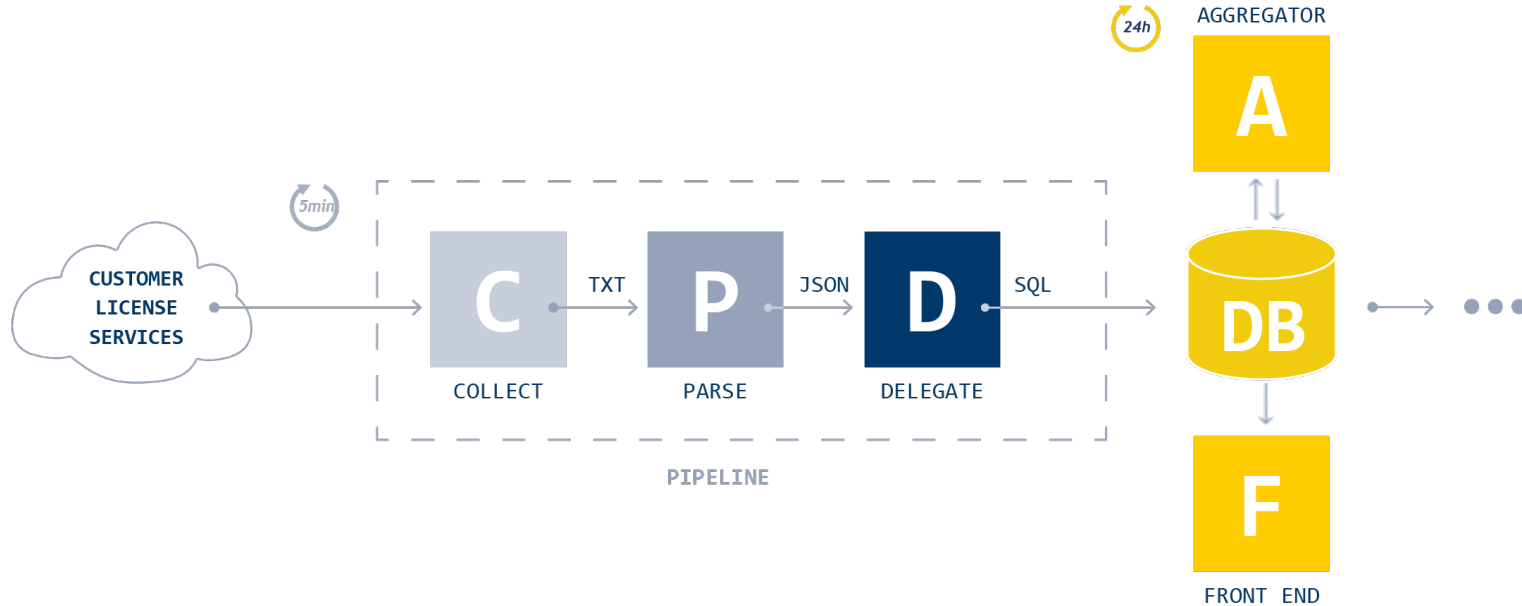 24h
AGGREGATOR
A
5min
CUSTOMER
LICENSE
SERVICES
C
TXT
P
JSON
D
SQL
DB
COLLECT
PARSE
DELEGATE
PIPELINE
F
FRONT END